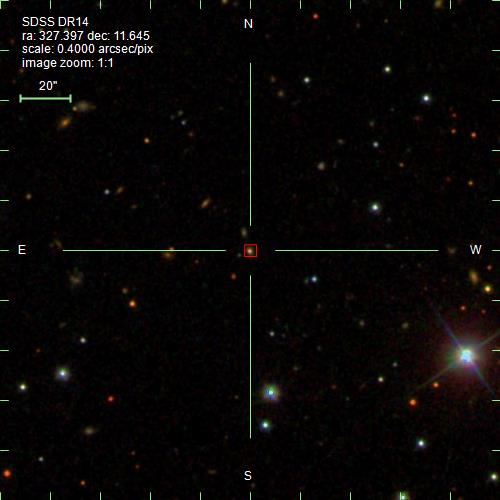 SDSS DR14
ra: 327.397 dec: 11.645
scale: 0.4000 arcsec/pix
image zoom: 1:1
20"
N
E
W
S